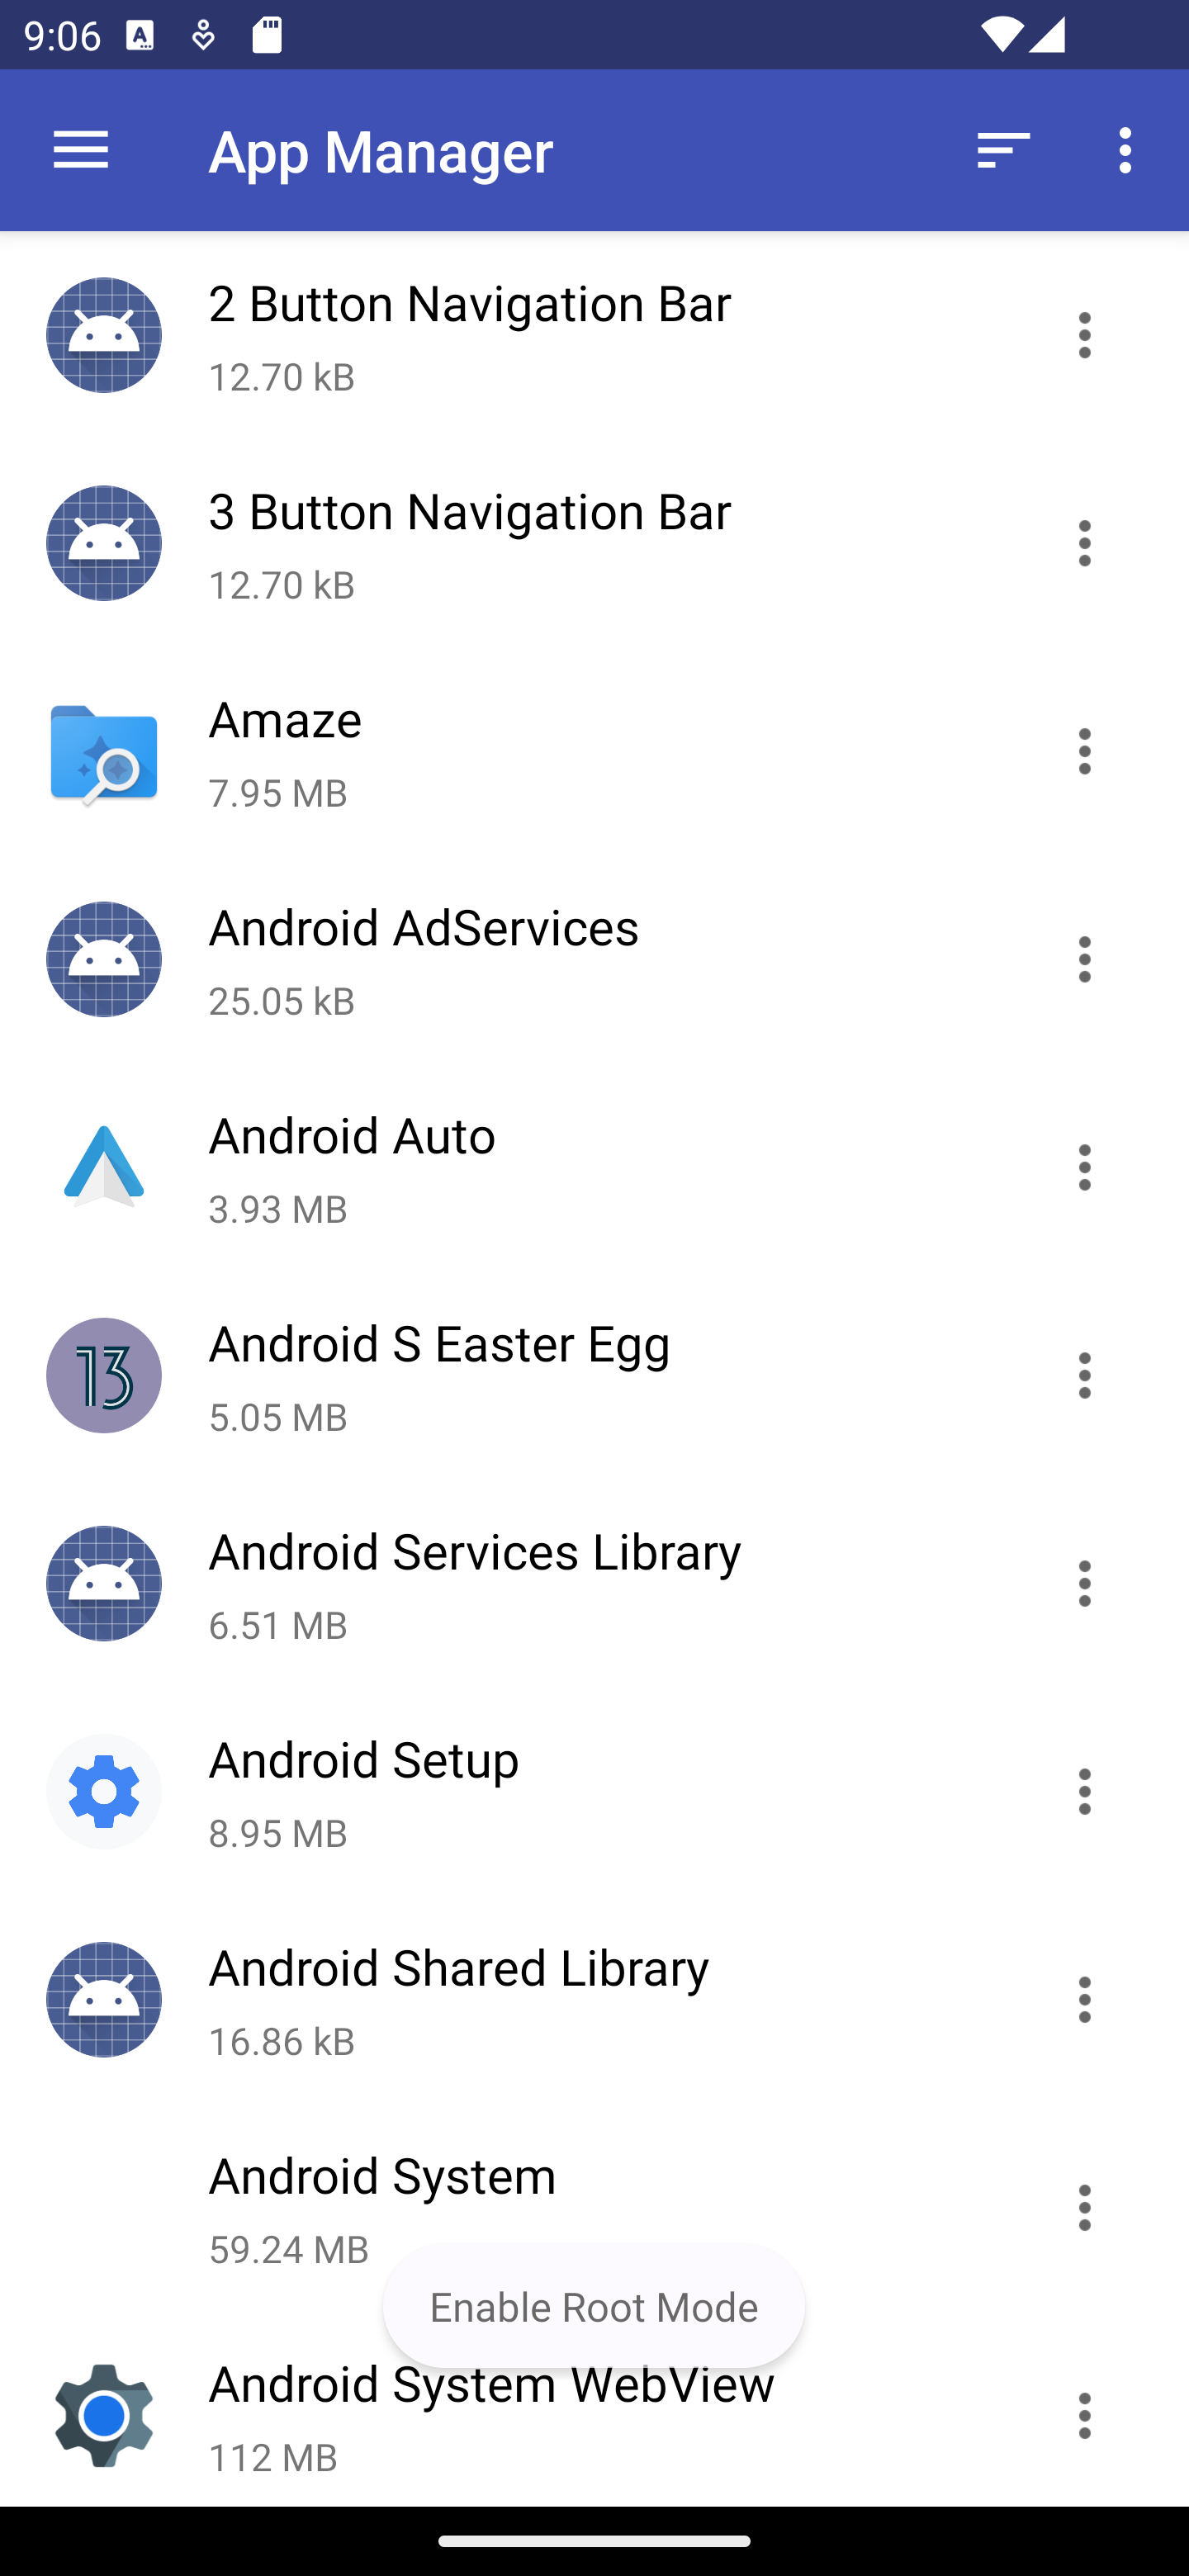 9:06
App Manager
2 Button Navigation Bar
12.70 kB
3 Button Navigation Bar
12.70 kB
Amaze
7.95 MB
Android AdServices
25.05 kB
Android Auto
3.93 MB
13
Android S Easter Egg
5.05 MB
Android Services Library
6.51 MB
Android Setup
8.95 MB
Android Shared Library
16.86 kB
Android System
59.24 MB
Enable Root Mode
Android System WebView
112 MB